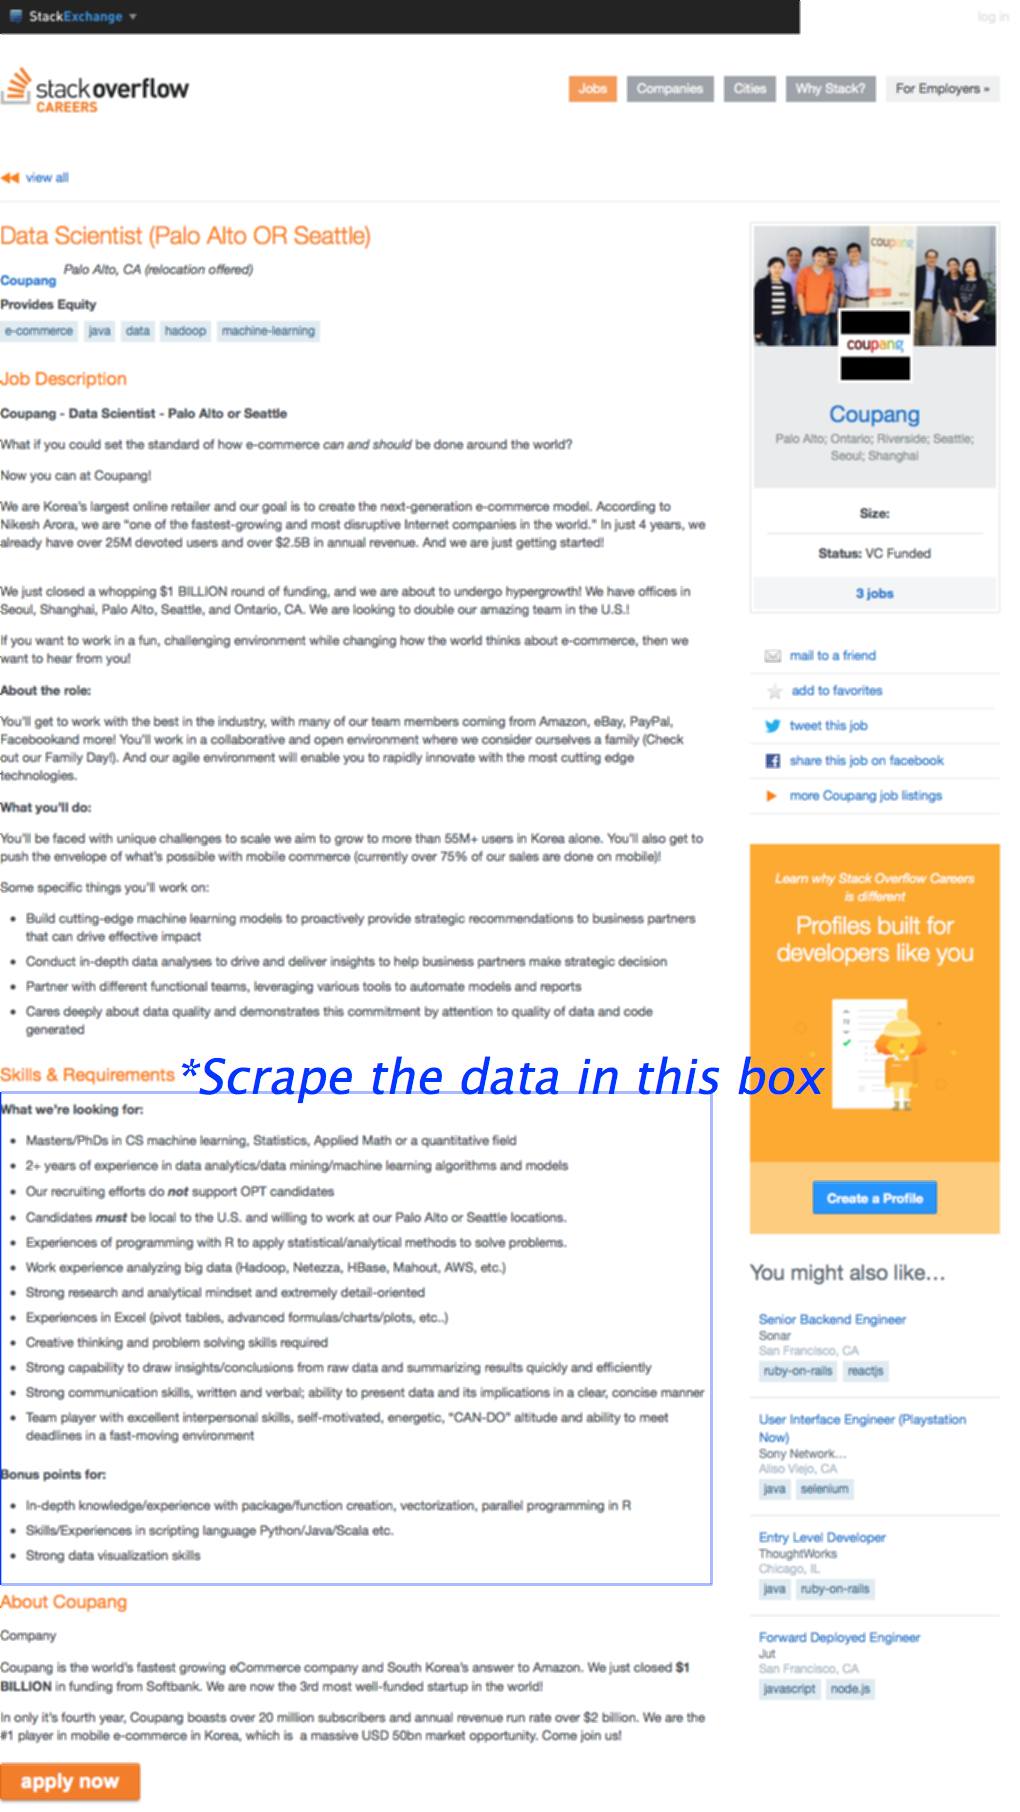 StackExchange
log in
stackoverflow
CAREERS
Jobs
Companies
Cities
Why Stack?
For Employers »
view all
Data Scientist (Palo Alto OR Seattle)
Coupang
Palo Alto, CA (relocation offered)
Provides Equity
e-commerce java data hadoop machine-learning
Job Description
Coupang - Data Scientist - Palo Alto or Seattle
What if you could set the standard of how e-commerce can and should be done around the world?
Now you can at Coupang!
We are Korea's largest online retailer and our goal is to create the next-generation e-commerce model. According to
Nikesh Arora, we are "one of the fastest-growing and most disruptive Internet companies in the world." In just 4 years, we
already have over 25M devoted users and over $2.5B in annual revenue. And we are just getting started!
We just closed a whopping $1 BILLION round of funding, and we are about to undergo hypergrowth! We have offices in
Seoul, Shanghai, Palo Alto, Seattle, and Ontario, CA. We are looking to double our amazing team in the U.S.!
If you want to work in a fun, challenging environment while changing how the world thinks about e-commerce, then we
want to hear from you!
About the role:
You'll get to work with the best in the industry, with many of our team members coming from Amazon, eBay, PayPal,
Facebookand more! You'll work in a collaborative and open environment where we consider ourselves a family (Check
out our Family Day!). And our agile environment will enable you to rapidly innovate with the most cutting edge
technologies.
What you'll do:
You'll be faced with unique challenges to scale we aim to grow to more than 55M+ users in Korea alone. You'll also get to
push the envelope of what's possible with mobile commerce (currently over 75% of our sales are done on mobile)!
Some specific things you'll work on:
• Build cutting-edge machine learning models to proactively provide strategic recommendations to business partners
that can drive effective impact
• Conduct in-depth data analyses to drive and deliver insights to help business partners make strategic decision
• Partner with different functional teams, leveraging various tools to automate models and reports
• Cares deeply about data quality and demonstrates this commitment by attention to quality of data and code
generated
Skills & Requirements
*Scrape the data in this box
What we're looking for:
• Masters/PhDs in CS machine learning, Statistics, Applied Math or a quantitative field
• 2+ years of experience in data analytics/data mining/machine learning algorithms and models
• Our recruiting efforts do not support OPT candidates
• Candidates must be local to the U.S. and willing to work at our Palo Alto or Seattle locations.
• Experiences of programming with R to apply statistical/analytical methods to solve problems.
• Work experience analyzing big data (Hadoop, Netezza, HBase, Mahout, AWS, etc.)
• Strong research and analytical mindset and extremely detail-oriented
• Experiences in Excel (pivot tables, advanced formulas/charts/plots, etc..)
• Creative thinking and problem solving skills required
• Strong capability to draw insights/conclusions from raw data and summarizing results quickly and efficiently
• Strong communication skills, written and verbal; ability to present data and its implications in a clear, concise manner
• Team player with excellent interpersonal skills, self-motivated, energetic, "CAN-DO" altitude and ability to meet
deadlines in a fast-moving environment
Bonus points for:
• In-depth knowledge/experience with package/function creation, vectorization, parallel programming in R
• Skills/Experiences in scripting language Python/Java/Scala etc.
• Strong data visualization skills
About Coupang
Company
Coupang is the world's fastest growing eCommerce company and South Korea's answer to Amazon. We just closed $1
BILLION in funding from Softbank. We are now the 3rd most well-funded startup in the world!
In only it's fourth year, Coupang boasts over 20 million subscribers and annual revenue run rate over $2 billion. We are the
#1 player in mobile e-commerce in Korea, which is a massive USD 50bn market opportunity. Come join us!
apply now
coupang
coupang
Coupang
Palo Alto; Ontario; Riverside; Seattle;
Seoul; Shanghai
Size:
Status: VC Funded
3 jobs
mail to a friend
add to favorites
tweet this job
share this job on facebook
more Coupang job listings
Learn why Stack Overflow Careers
is different
Profiles built for
developers like you
Create a Profile
You might also like...
Senior Backend Engineer
Sonar
San Francisco, CA
ruby-on-rails reactjs
User Interface Engineer (Playstation
Now)
Sony Network...
Aliso Viejo, CA
java selenium
Entry Level Developer
ThoughtWorks
Chicago, IL
java ruby-on-rails
Forward Deployed Engineer
Jut
San Francisco, CA
javascript node.js